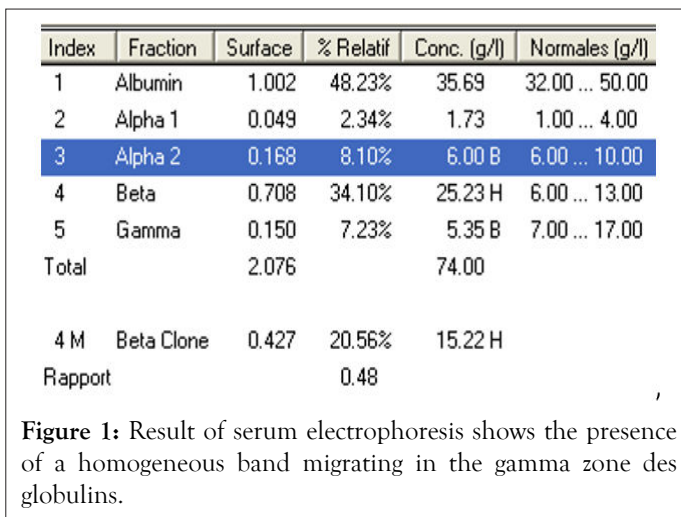 Index Fraction Surface % Relatif Conc. (g/l) Normales (g/l)
1 Albumin 1.002 48.23% 35.69 32.00 ... 50.00
2 Alpha 1 0.049 2.34% 1.73 1.00 ... 4.00
3 Alpha 2 0.168 8.10% 6.00 B 6.00 ... 10.00
4 Beta 0.708 34.10% 25.23 H 6.00 ... 13.00
5 Gamma 0.150 7.23% 5.35 B 7.00 ... 17.00
Total 2.076 74.00
4 M Beta Clone 0.427 20.56% 15.22 H
Rapport 0.48
,
Figure 1: Result of serum electrophoresis shows the presence
of a homogeneous band migrating in the gamma zone des
globulins.